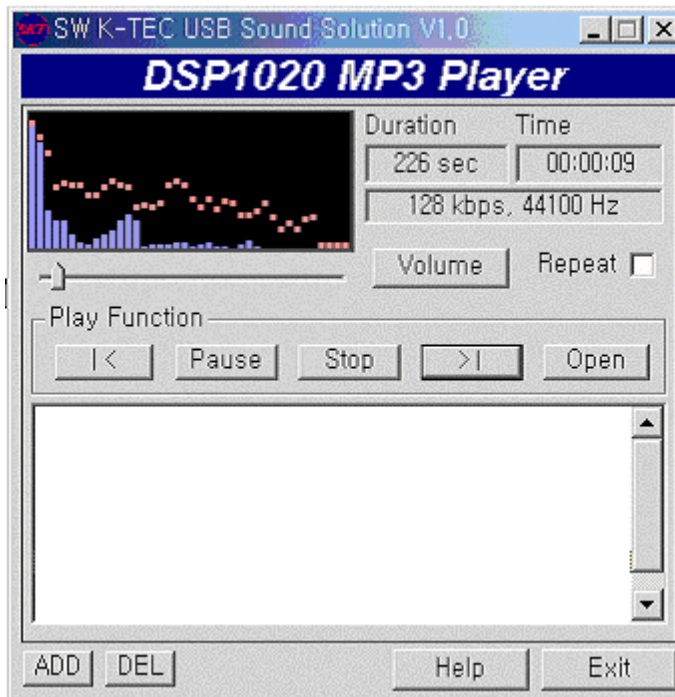 SKT SW K-TEC USB Sound Solution V1.0
DSP1020 MP3 Player
Duration Time
226 sec 00:00:09
128 kbps, 44100 Hz
Volume Repeat
Play Function
|< Pause Stop >| Open
ADD DEL Help Exit